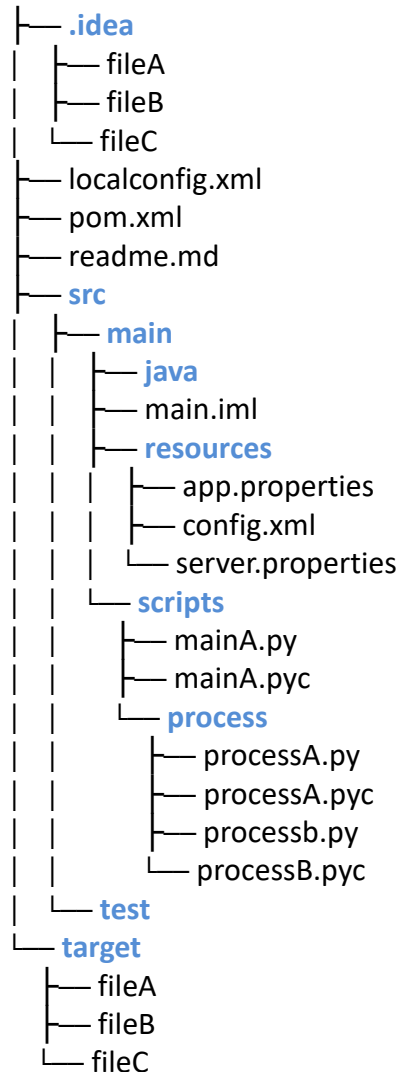 .idea
fileA
fileB
fileC
localconfig.xml
pom.xml
readme.md
src
main
java
main.iml
resources
app.properties
config.xml
server.properties
scripts
mainA.py
mainA.pyc
process
processA.py
processA.pyc
processb.py
processB.pyc
test
target
fileA
fileB
fileC